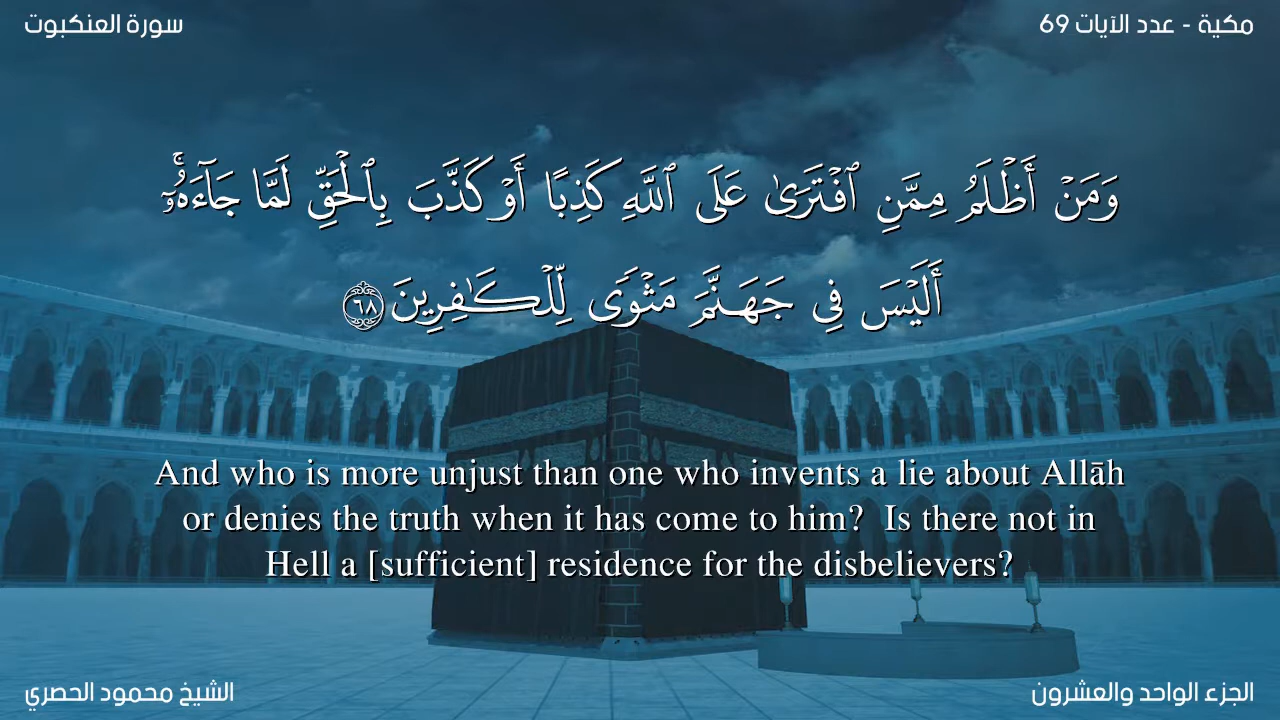 مكية - عدد الآيات 69
سورة العنكبوت
وَمَنْ أَظْلَمُ مِمَّنِ ٱفْتَرَىٰ عَلَى ٱللَّهِ كَذِبًا أَوْ كَذَّبَ بِٱلْحَقِّ لَمَّا جَآءَهُۥٓ ۚ
أَلَيْسَ فِى جَهَنَّمَ مَثْوًى لِّلْكَـٰفِرِينَ ٦٨
And who is more unjust than one who invents a lie about Allāh
or denies the truth when it has come to him?  Is there not in
Hell a [sufficient] residence for the disbelievers?
الجزء الواحد والعشرون
الشيخ محمود الحصري